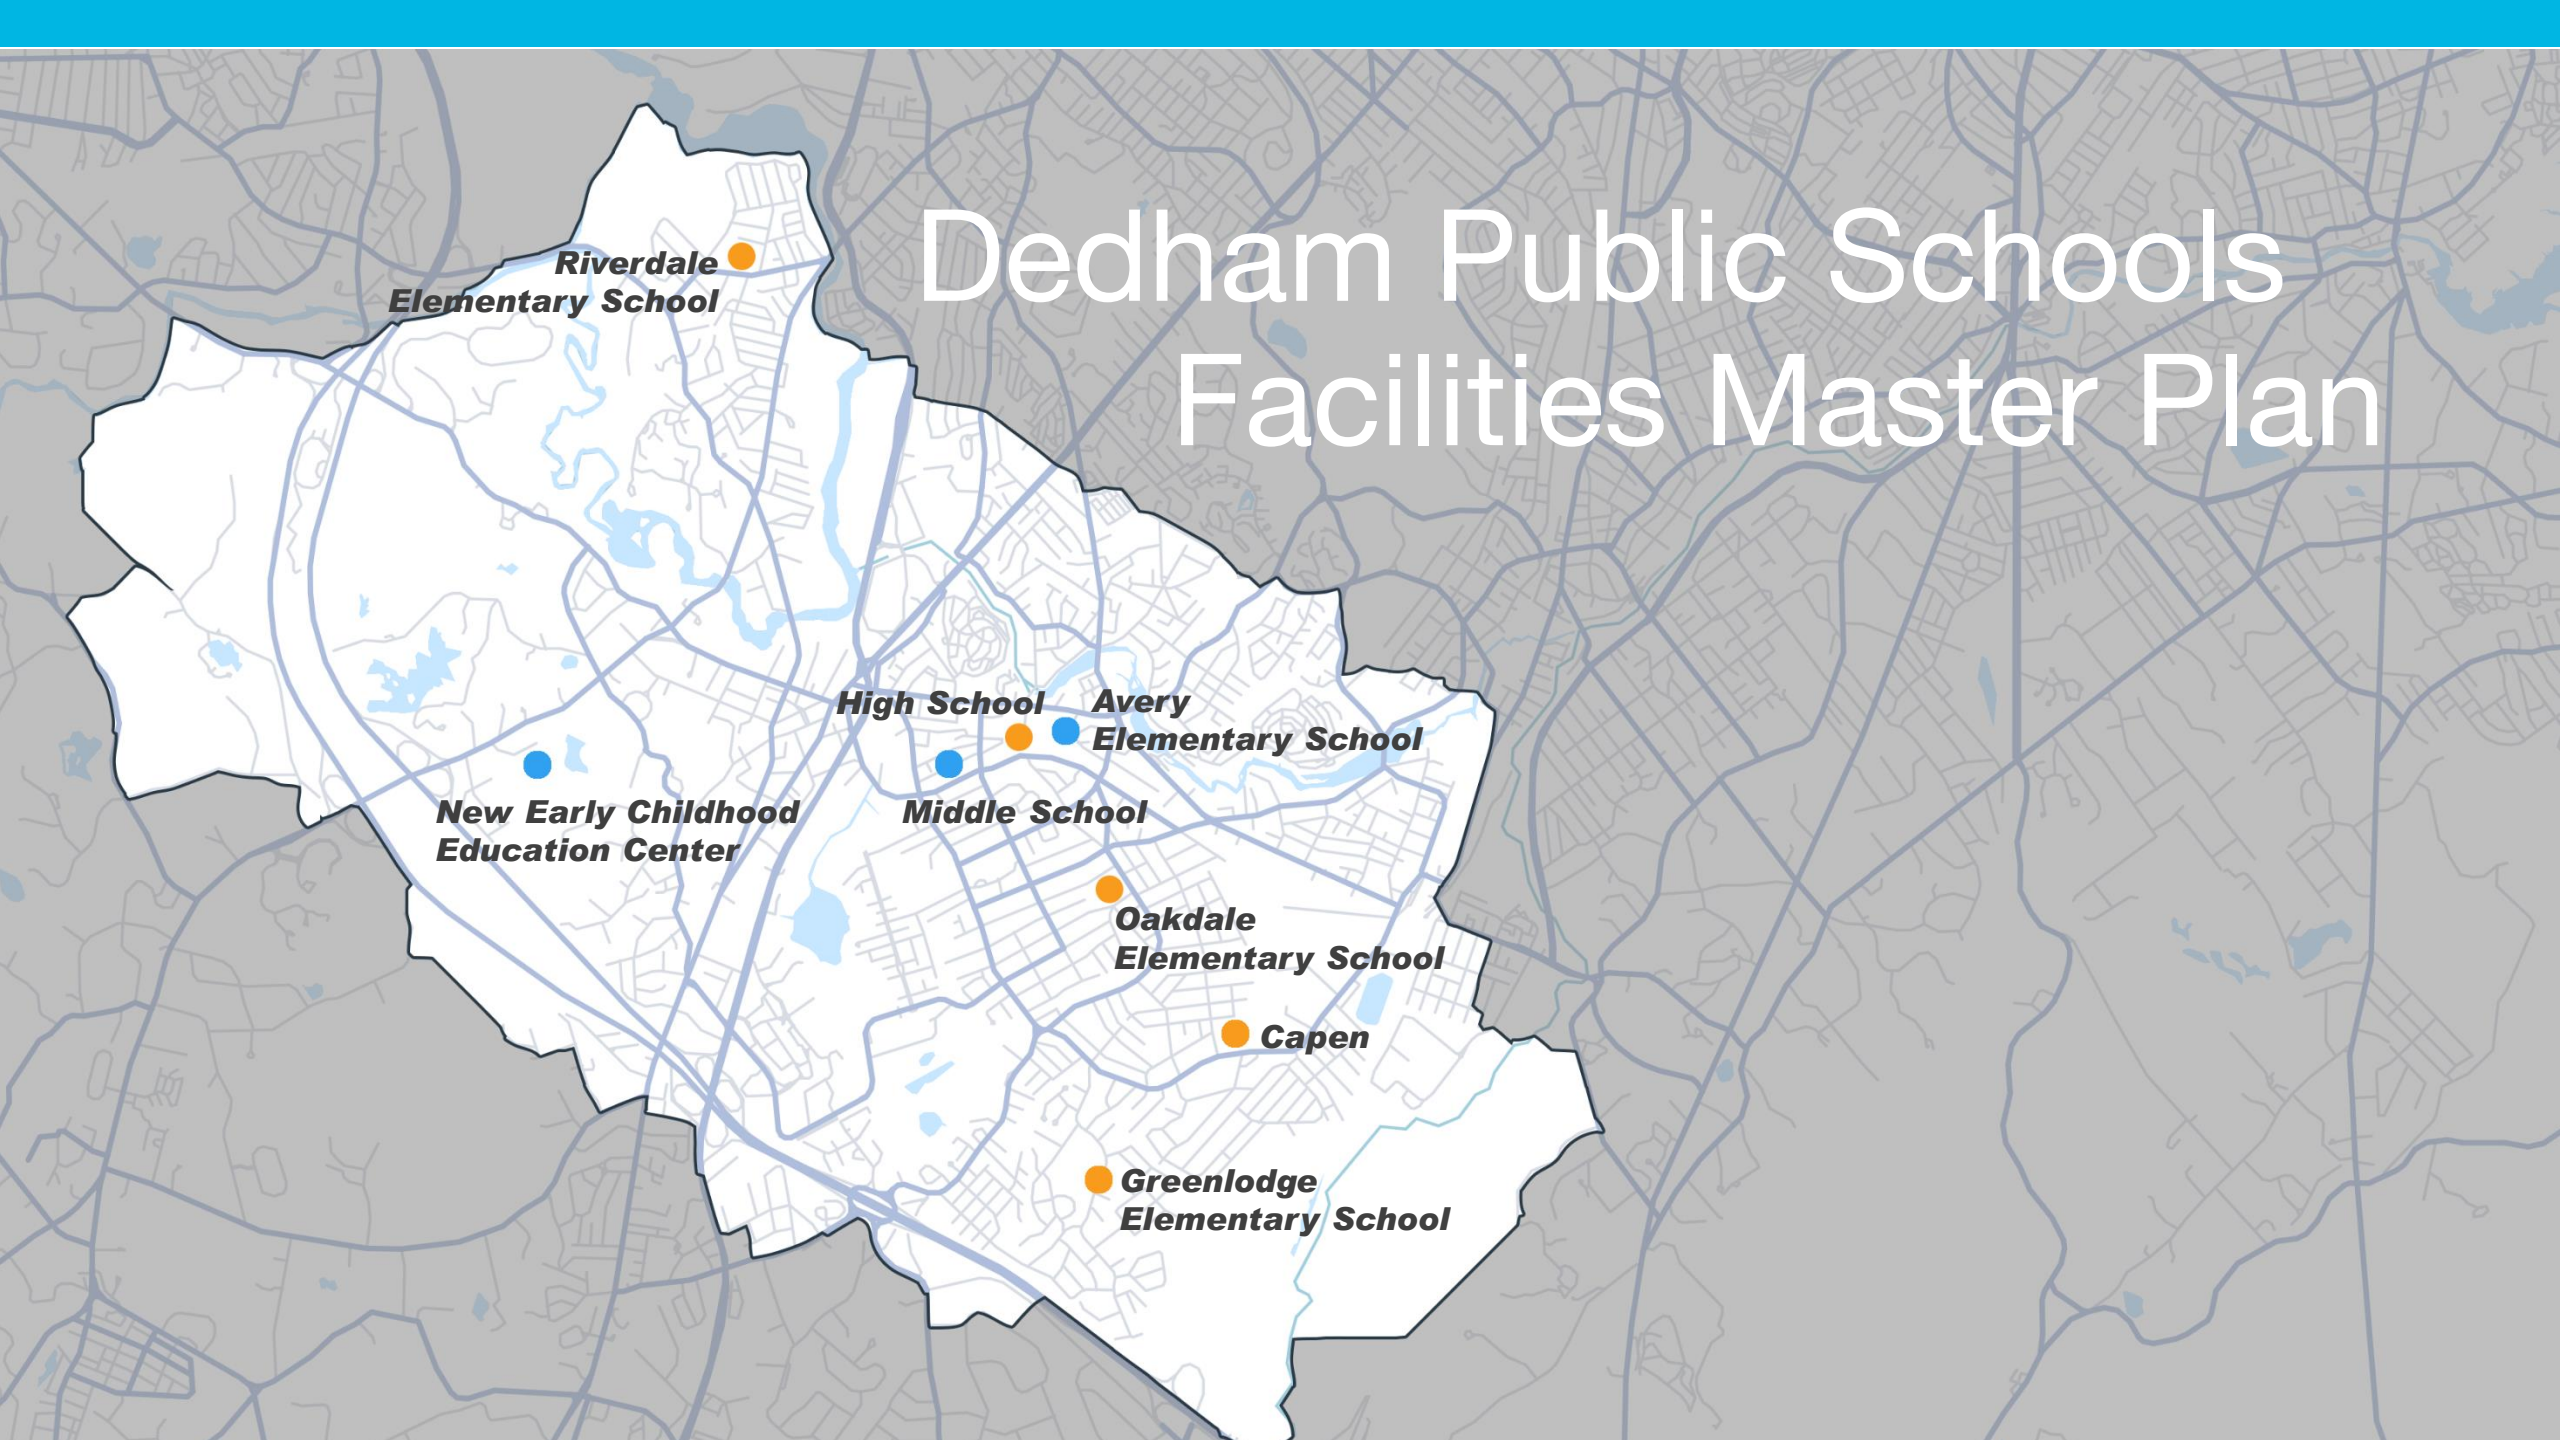 Dedham Public Schools
Facilities Master Plan
Riverdale
Elementary School
High School
Avery
Elementary School
New Early Childhood
Education Center
Middle School
Oakdale
Elementary School
Capen
Greenlodge
Elementary School